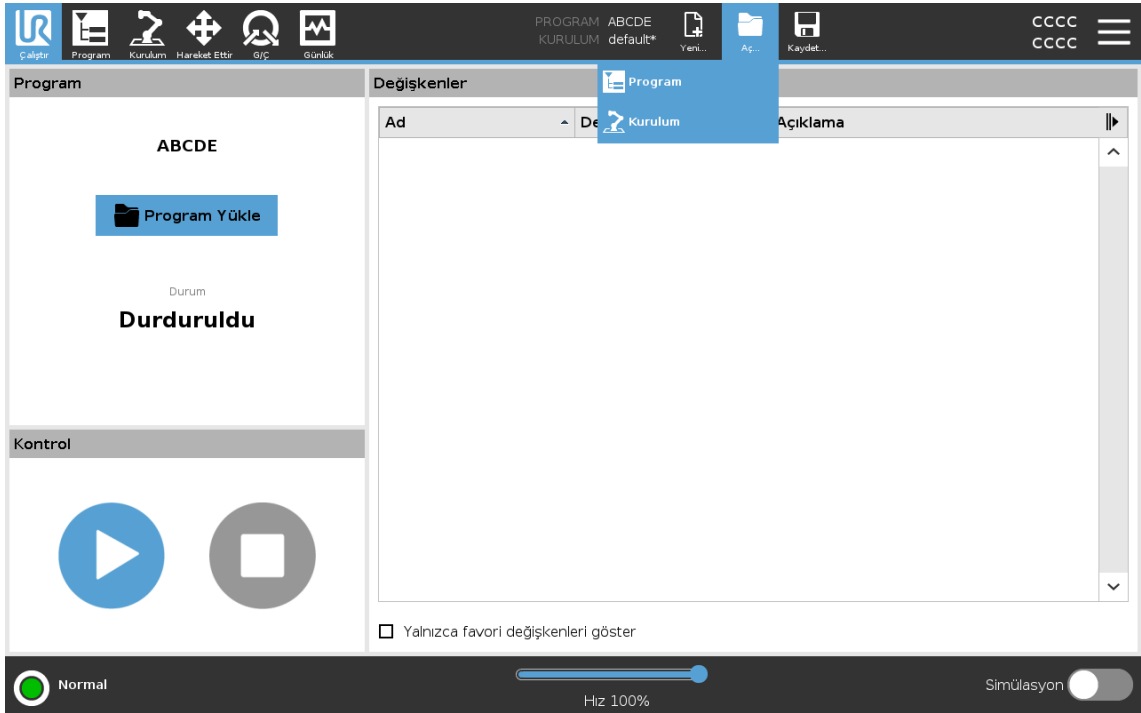 UR
Çalıştır Program Kurulum Hareket Ettir G/Ç Günlük
PROGRAM ABCDE
KURULUM default*
Yeni... Aç... Kaydet...
CCCC
CCCC
Program
Kurulum
Program
ABCDE
Program Yükle
Durum
Durduruldu
Kontrol
Değişkenler
Ad Açıklama
Yalnızca favori değişkenleri göster
Normal
Hız 100%
Simülasyon